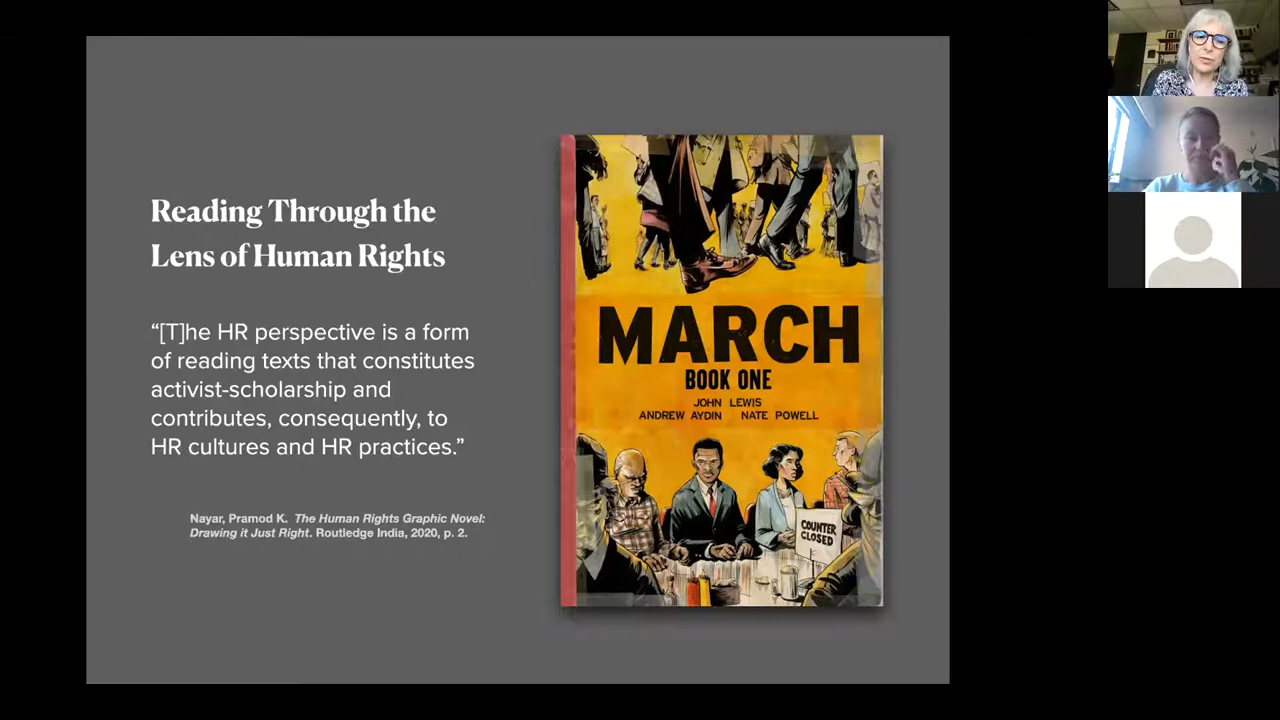 Reading Through the
Lens of Human Rights
“[T]he HR perspective is a form
of reading texts that constitutes
activist-scholarship and
contributes, consequently, to
HR cultures and HR practices.”
Nayar, Pramod K. The Human Rights Graphic Novel:
Drawing it Just Right. Routledge India, 2020, p. 2.
MARCH
BOOK ONE
JOHN LEWIS
ANDREW AYDIN NATE POWELL
COUNTER
CLOSED